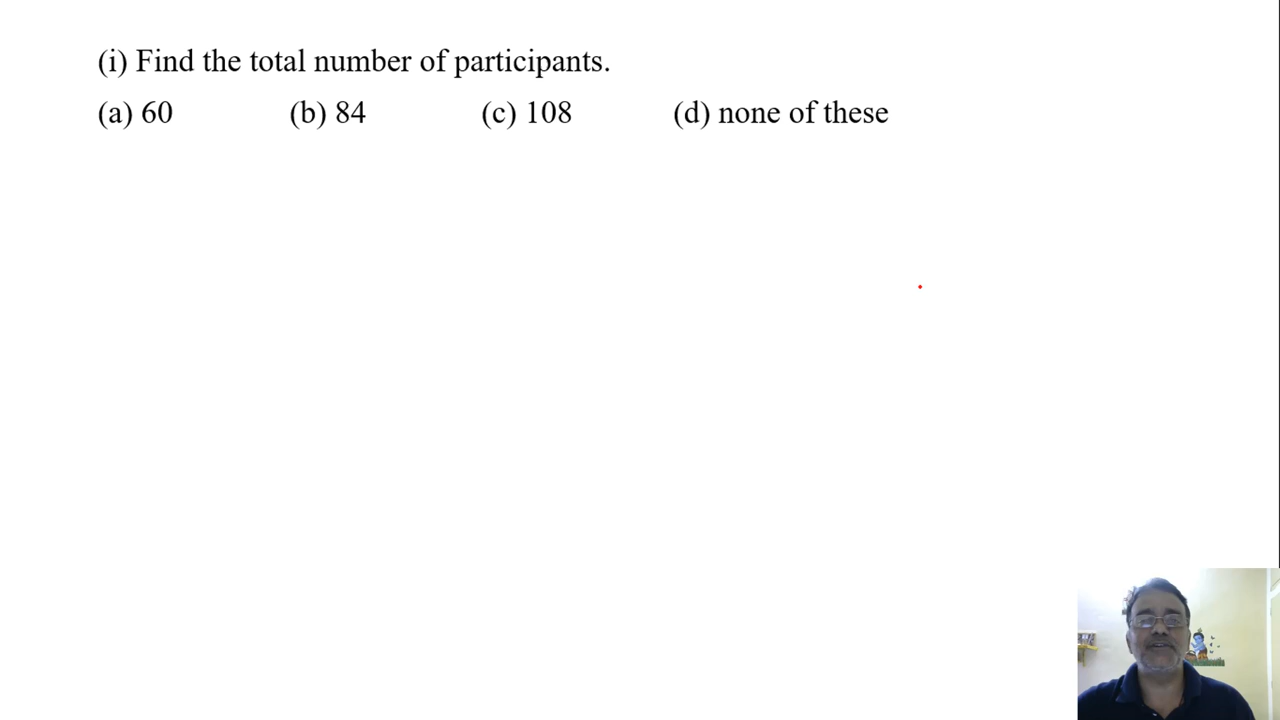 (i) Find the total number of participants.
(a) 60 (b) 84 (c) 108 (d) none of these